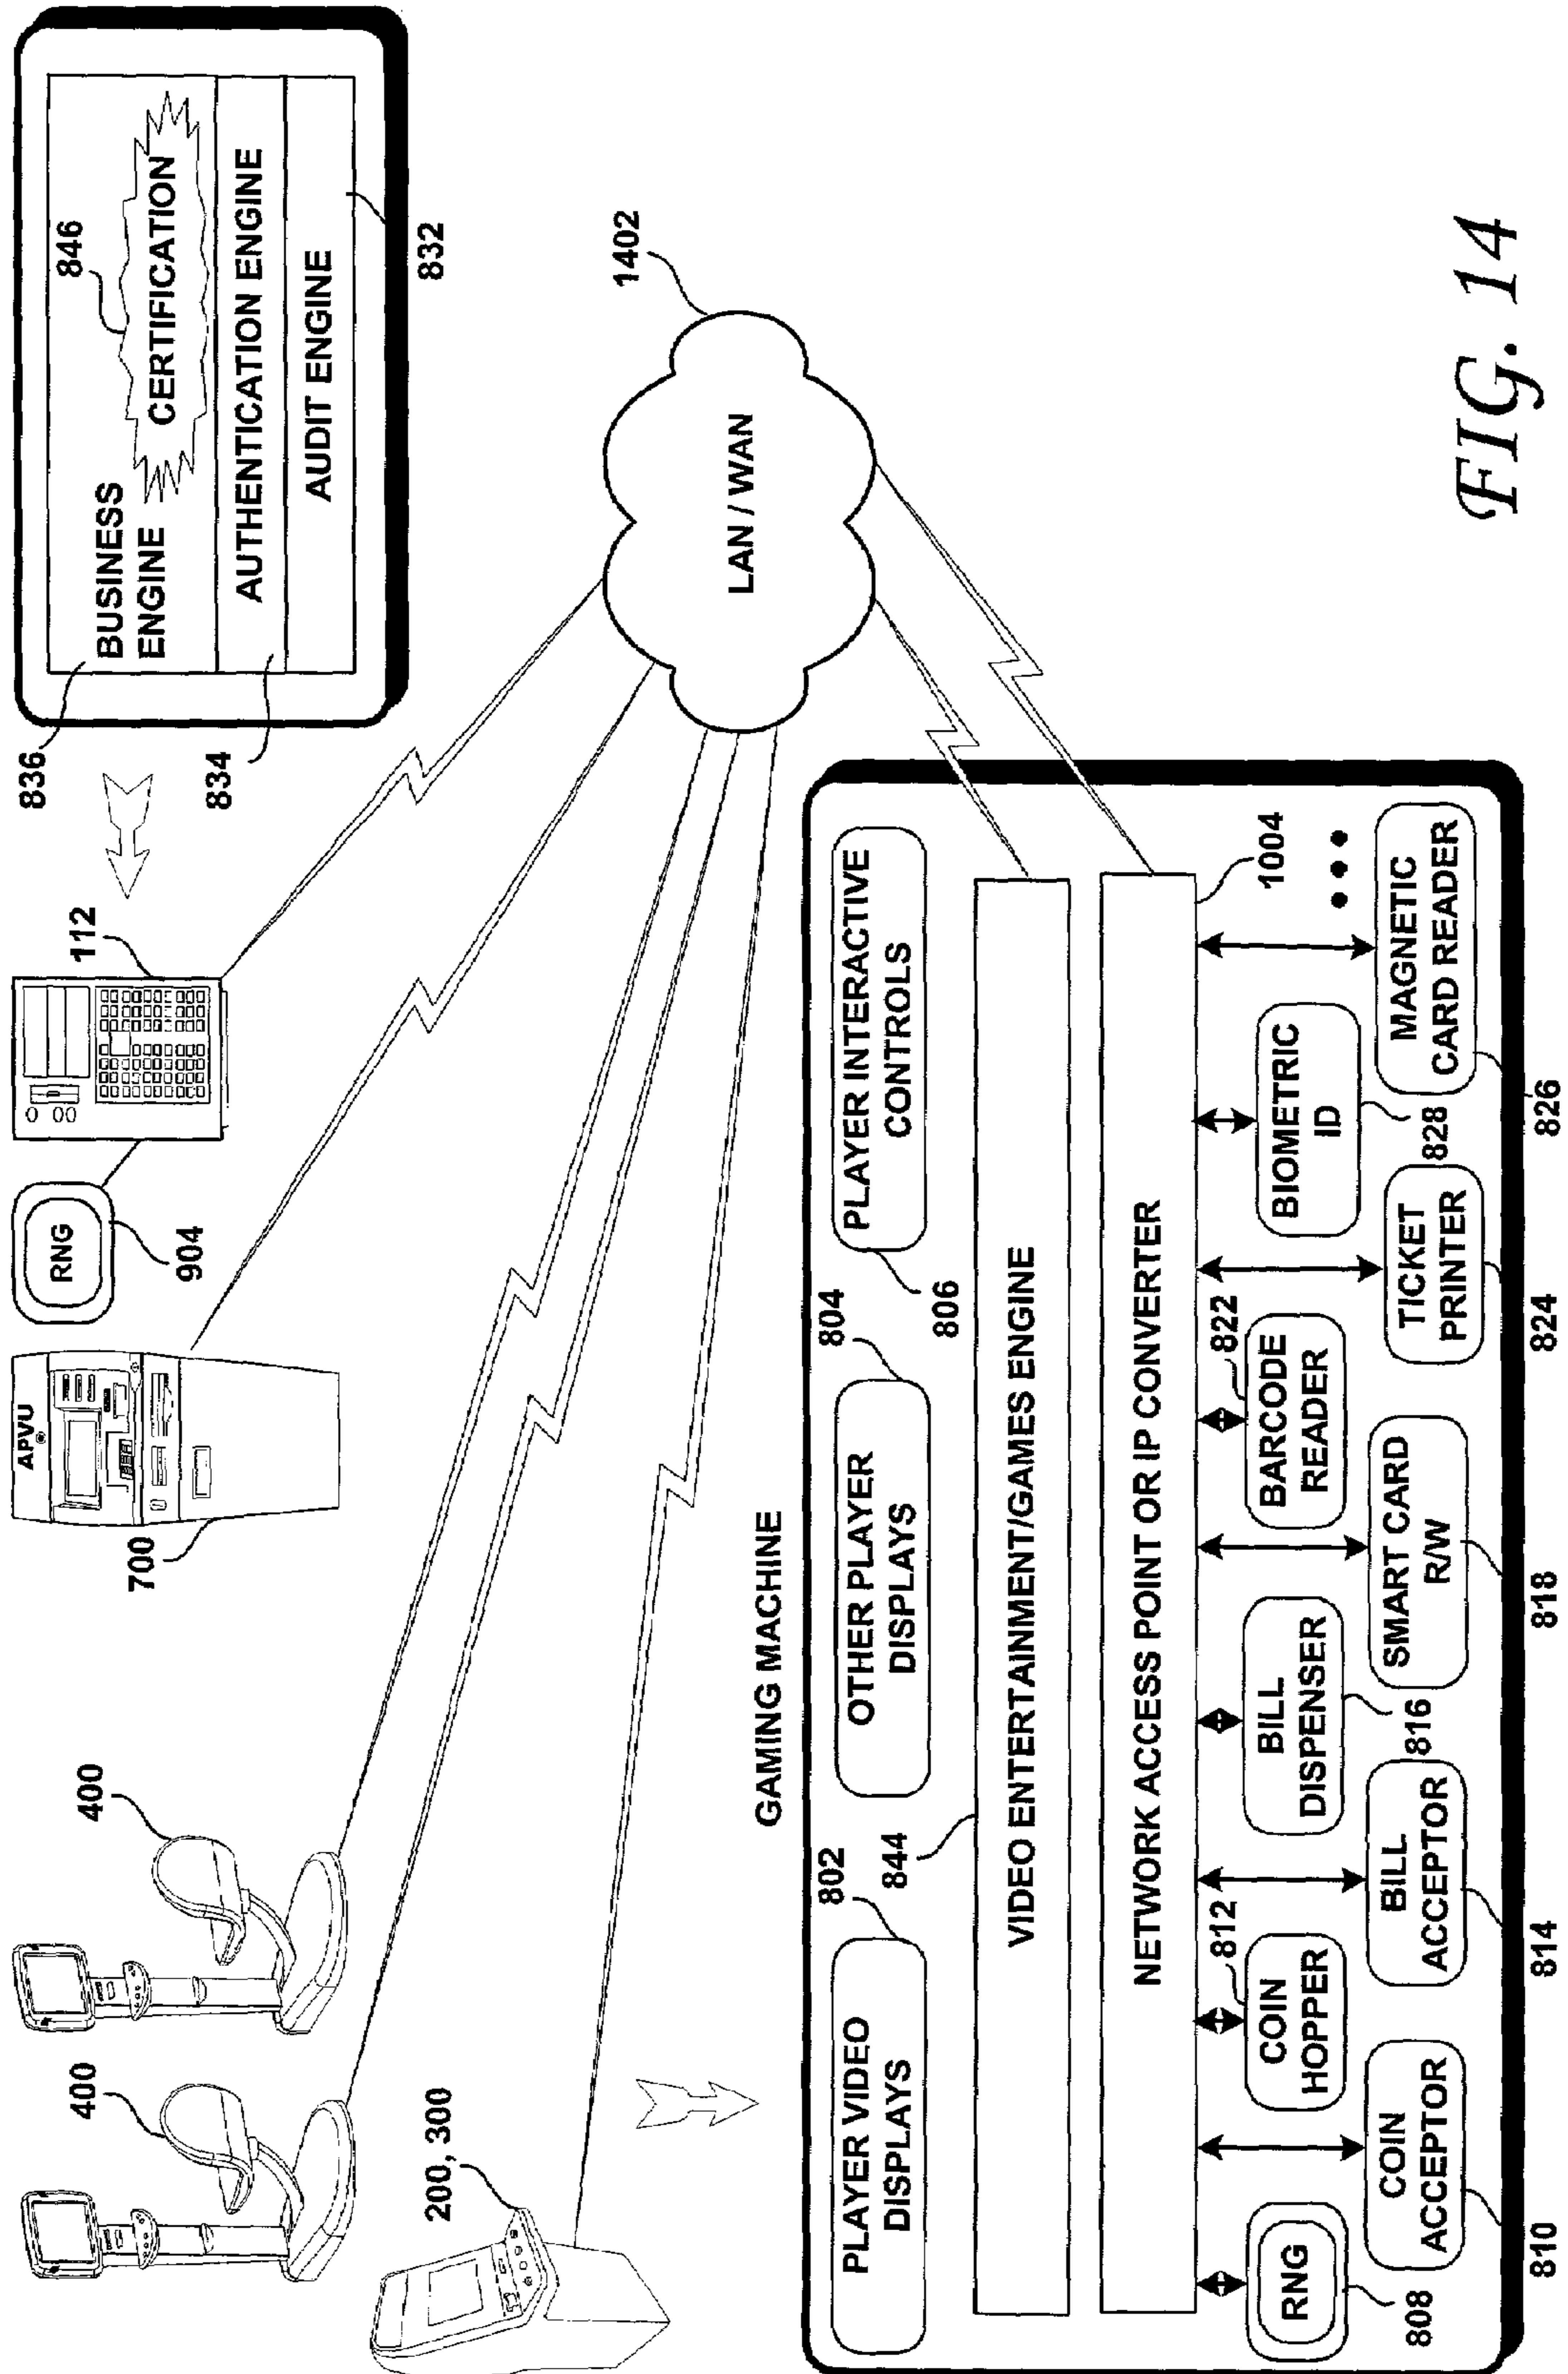 400
400
200, 300
APVU
700
RNG
904
112
836
834
846
BUSINESS
ENGINE
CERTIFICATION
AUTHENTICATION ENGINE
AUDIT ENGINE
832
LAN / WAN
1402
GAMING MACHINE
PLAYER VIDEO
DISPLAYS
802
OTHER PLAYER
DISPLAYS
804
PLAYER INTERACTIVE
CONTROLS
806
844
VIDEO ENTERTAINMENT/GAMES ENGINE
NETWORK ACCESS POINT OR IP CONVERTER
1004
RNG
808
COIN
ACCEPTOR
810
COIN
HOPPER
812
BILL
ACCEPTOR
814
BILL
DISPENSER
816
SMART CARD
R/W
818
BARCODE
READER
822
TICKET
PRINTER
824
BIOMETRIC
ID
828
MAGNETIC
CARD READER
826
FIG. 14